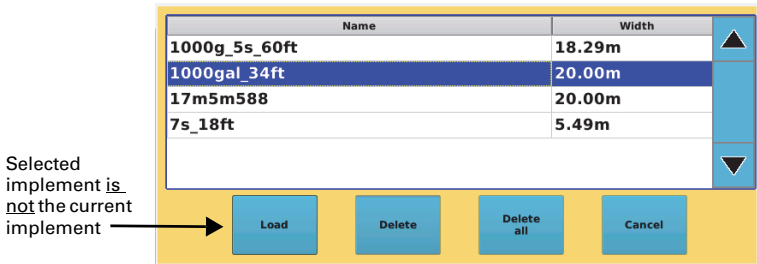 Name Width
1000g_5s_60ft 18.29m
1000gal_34ft 20.00m
17m5m588 20.00m
7s_18ft 5.49m
Selected
implement is
not the current
implement
Load Delete Delete all Cancel